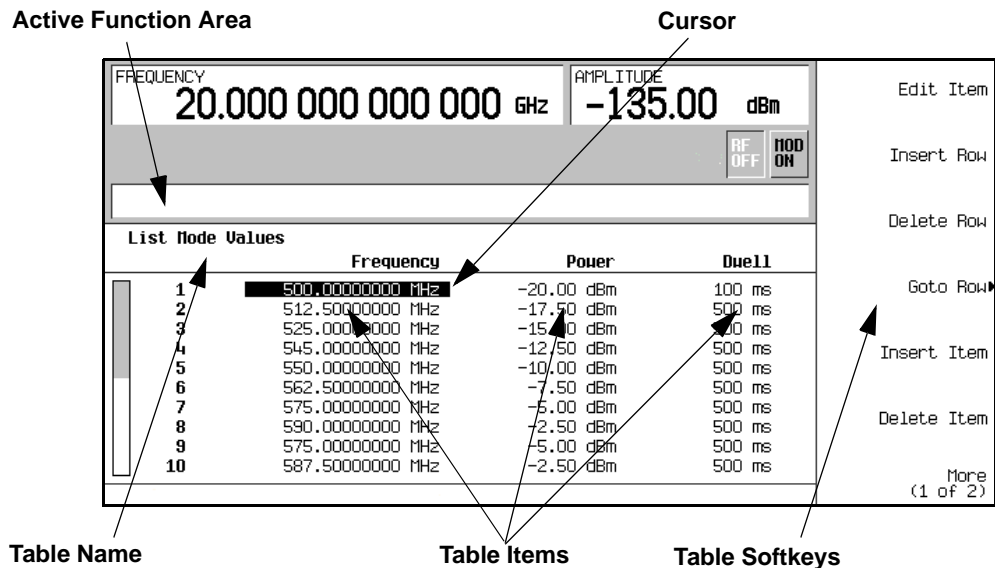 Active Function Area
Cursor
FREQUENCY
20.000 000 000 000 GHz
AMPLITUDE
-135.00 dBm
RF OFF
MOD ON
List Mode Values
Frequency Power Dwell
1 500.00000000 MHz -20.00 dBm 100 ms
2 512.50000000 MHz -17.50 dBm 500 ms
3 525.00000000 MHz -15.00 dBm 500 ms
4 545.00000000 MHz -12.50 dBm 500 ms
5 550.00000000 MHz -10.00 dBm 500 ms
6 562.50000000 MHz -7.50 dBm 500 ms
7 575.00000000 MHz -5.00 dBm 500 ms
8 590.00000000 MHz -2.50 dBm 500 ms
9 575.00000000 MHz -5.00 dBm 500 ms
10 587.50000000 MHz -2.50 dBm 500 ms
Edit Item
Insert Row
Delete Row
Goto Row
Insert Item
Delete Item
More
(1 of 2)
Table Name
Table Items
Table Softkeys